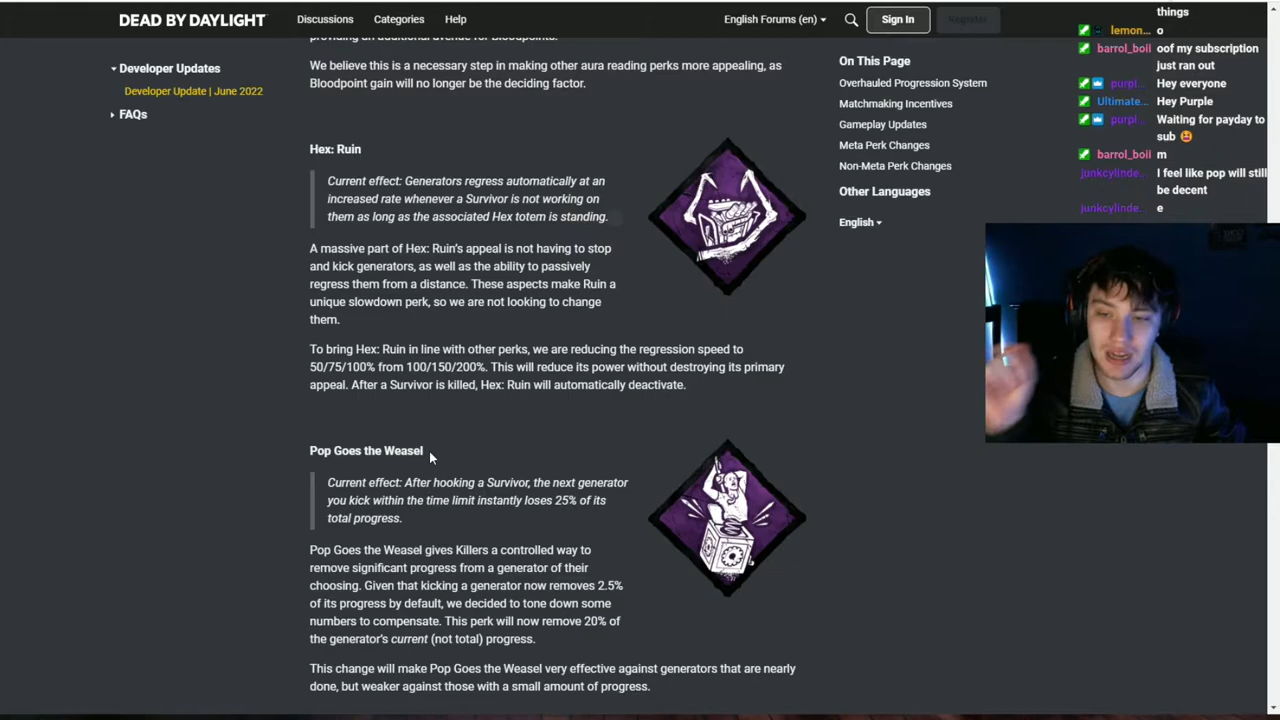 DEAD BY DAYLIGHT
Discussions
Categories
Help
English Forums (en)
Sign In
Register
Developer Updates
Developer Update | June 2022
FAQs
providing an additional avenue for Bloodpoints.
We believe this is a necessary step in making other aura reading perks more appealing, as
Bloodpoint gain will no longer be the deciding factor.
Hex: Ruin
Current effect: Generators regress automatically at an
increased rate whenever a Survivor is not working on
them as long as the associated Hex totem is standing.
A massive part of Hex: Ruin’s appeal is not having to stop
and kick generators, as well as the ability to passively
regress them from a distance. These aspects make Ruin a
unique slowdown perk, so we are not looking to change
them.
To bring Hex: Ruin in line with other perks, we are reducing the regression speed to
50/75/100% from 100/150/200%. This will reduce its power without destroying its primary
appeal. After a Survivor is killed, Hex: Ruin will automatically deactivate.
Pop Goes the Weasel
Current effect: After hooking a Survivor, the next generator
you kick within the time limit instantly loses 25% of its
total progress.
Pop Goes the Weasel gives Killers a controlled way to
remove significant progress from a generator of their
choosing. Given that kicking a generator now removes 2.5%
of its progress by default, we decided to tone down some
numbers to compensate. This perk will now remove 20% of
the generator’s current (not total) progress.
This change will make Pop Goes the Weasel very effective against generators that are nearly
done, but weaker against those with a small amount of progress.
On This Page
Overhauled Progression System
Matchmaking Incentives
Gameplay Updates
Meta Perk Changes
Non-Meta Perk Changes
Other Languages
English
things
lemon... o
barrol_boii oof my subscription
just ran out
purpl... Hey everyone
Ultimate... Hey Purple
purpl... Waiting for payday to
sub
barrol_boii m
junkcylinde... I feel like pop will still
be decent
junkcylinde... e